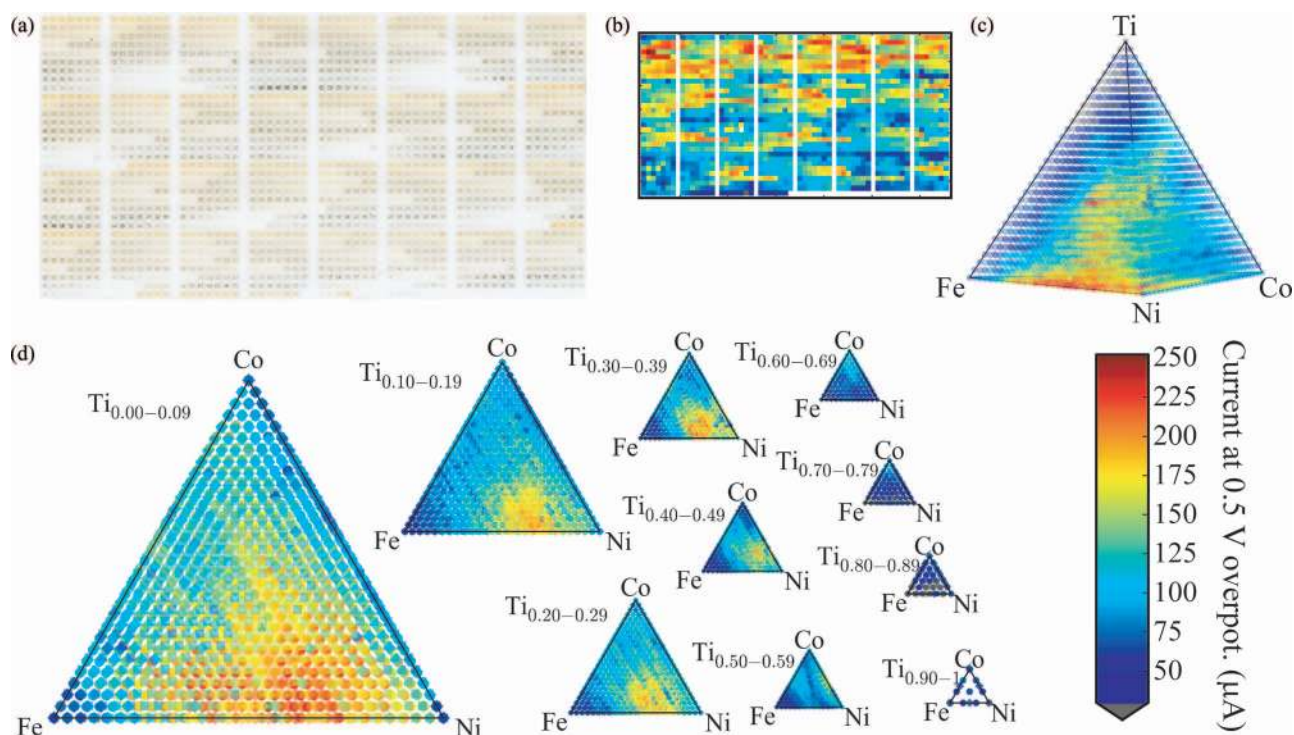 (a)
(b)
(c)
Ti
Fe
Ni
Co
(d)
Co
Ti0.00−0.09
Fe
Ni
Co
Ti0.10−0.19
Fe
Ni
Co
Ti0.20−0.29
Fe
Ni
Co
Ti0.30−0.39
Fe
Ni
Co
Ti0.40−0.49
Fe
Ni
Co
Ti0.50−0.59
Fe
Ni
Co
Ti0.60−0.69
Fe
Ni
Co
Ti0.70−0.79
Fe
Ni
Co
Ti0.80−0.89
Fe
Ni
Co
Ti0.90−1
Fe
Ni
250
225
200
175
150
125
100
75
50
Current at 0.5 V overpot. (µA)